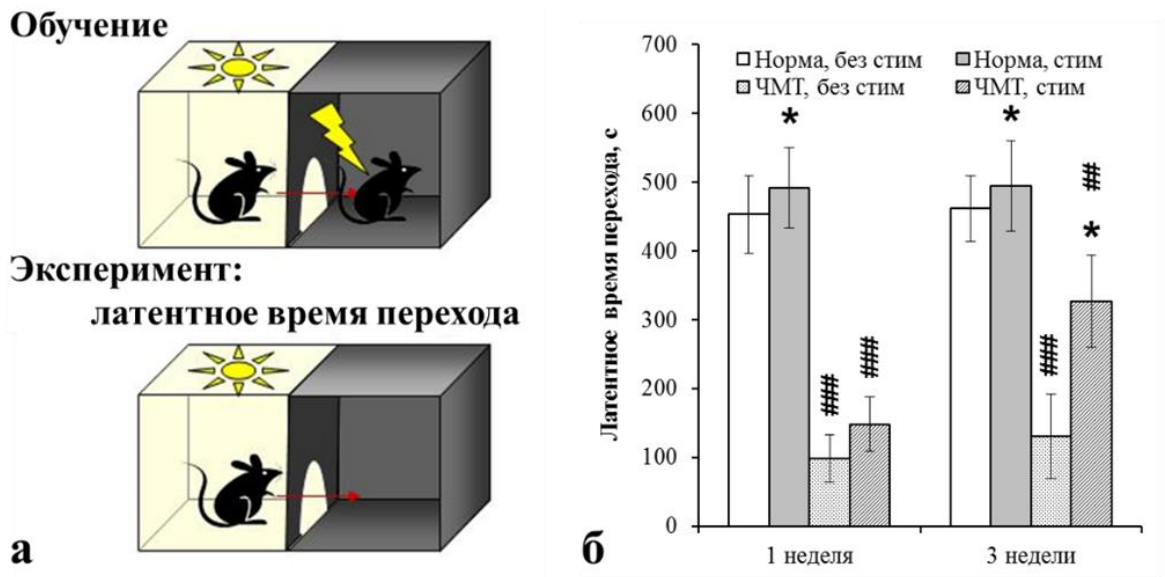 Обучение
Эксперимент:
латентное время перехода
а
Латентное время перехода, с
700
600
500
400
300
200
100
0
Норма, без стим
Норма, стим
ЧМТ, без стим
ЧМТ, стим
*
*
##
*
###
###
###
1 неделя
3 недели
б